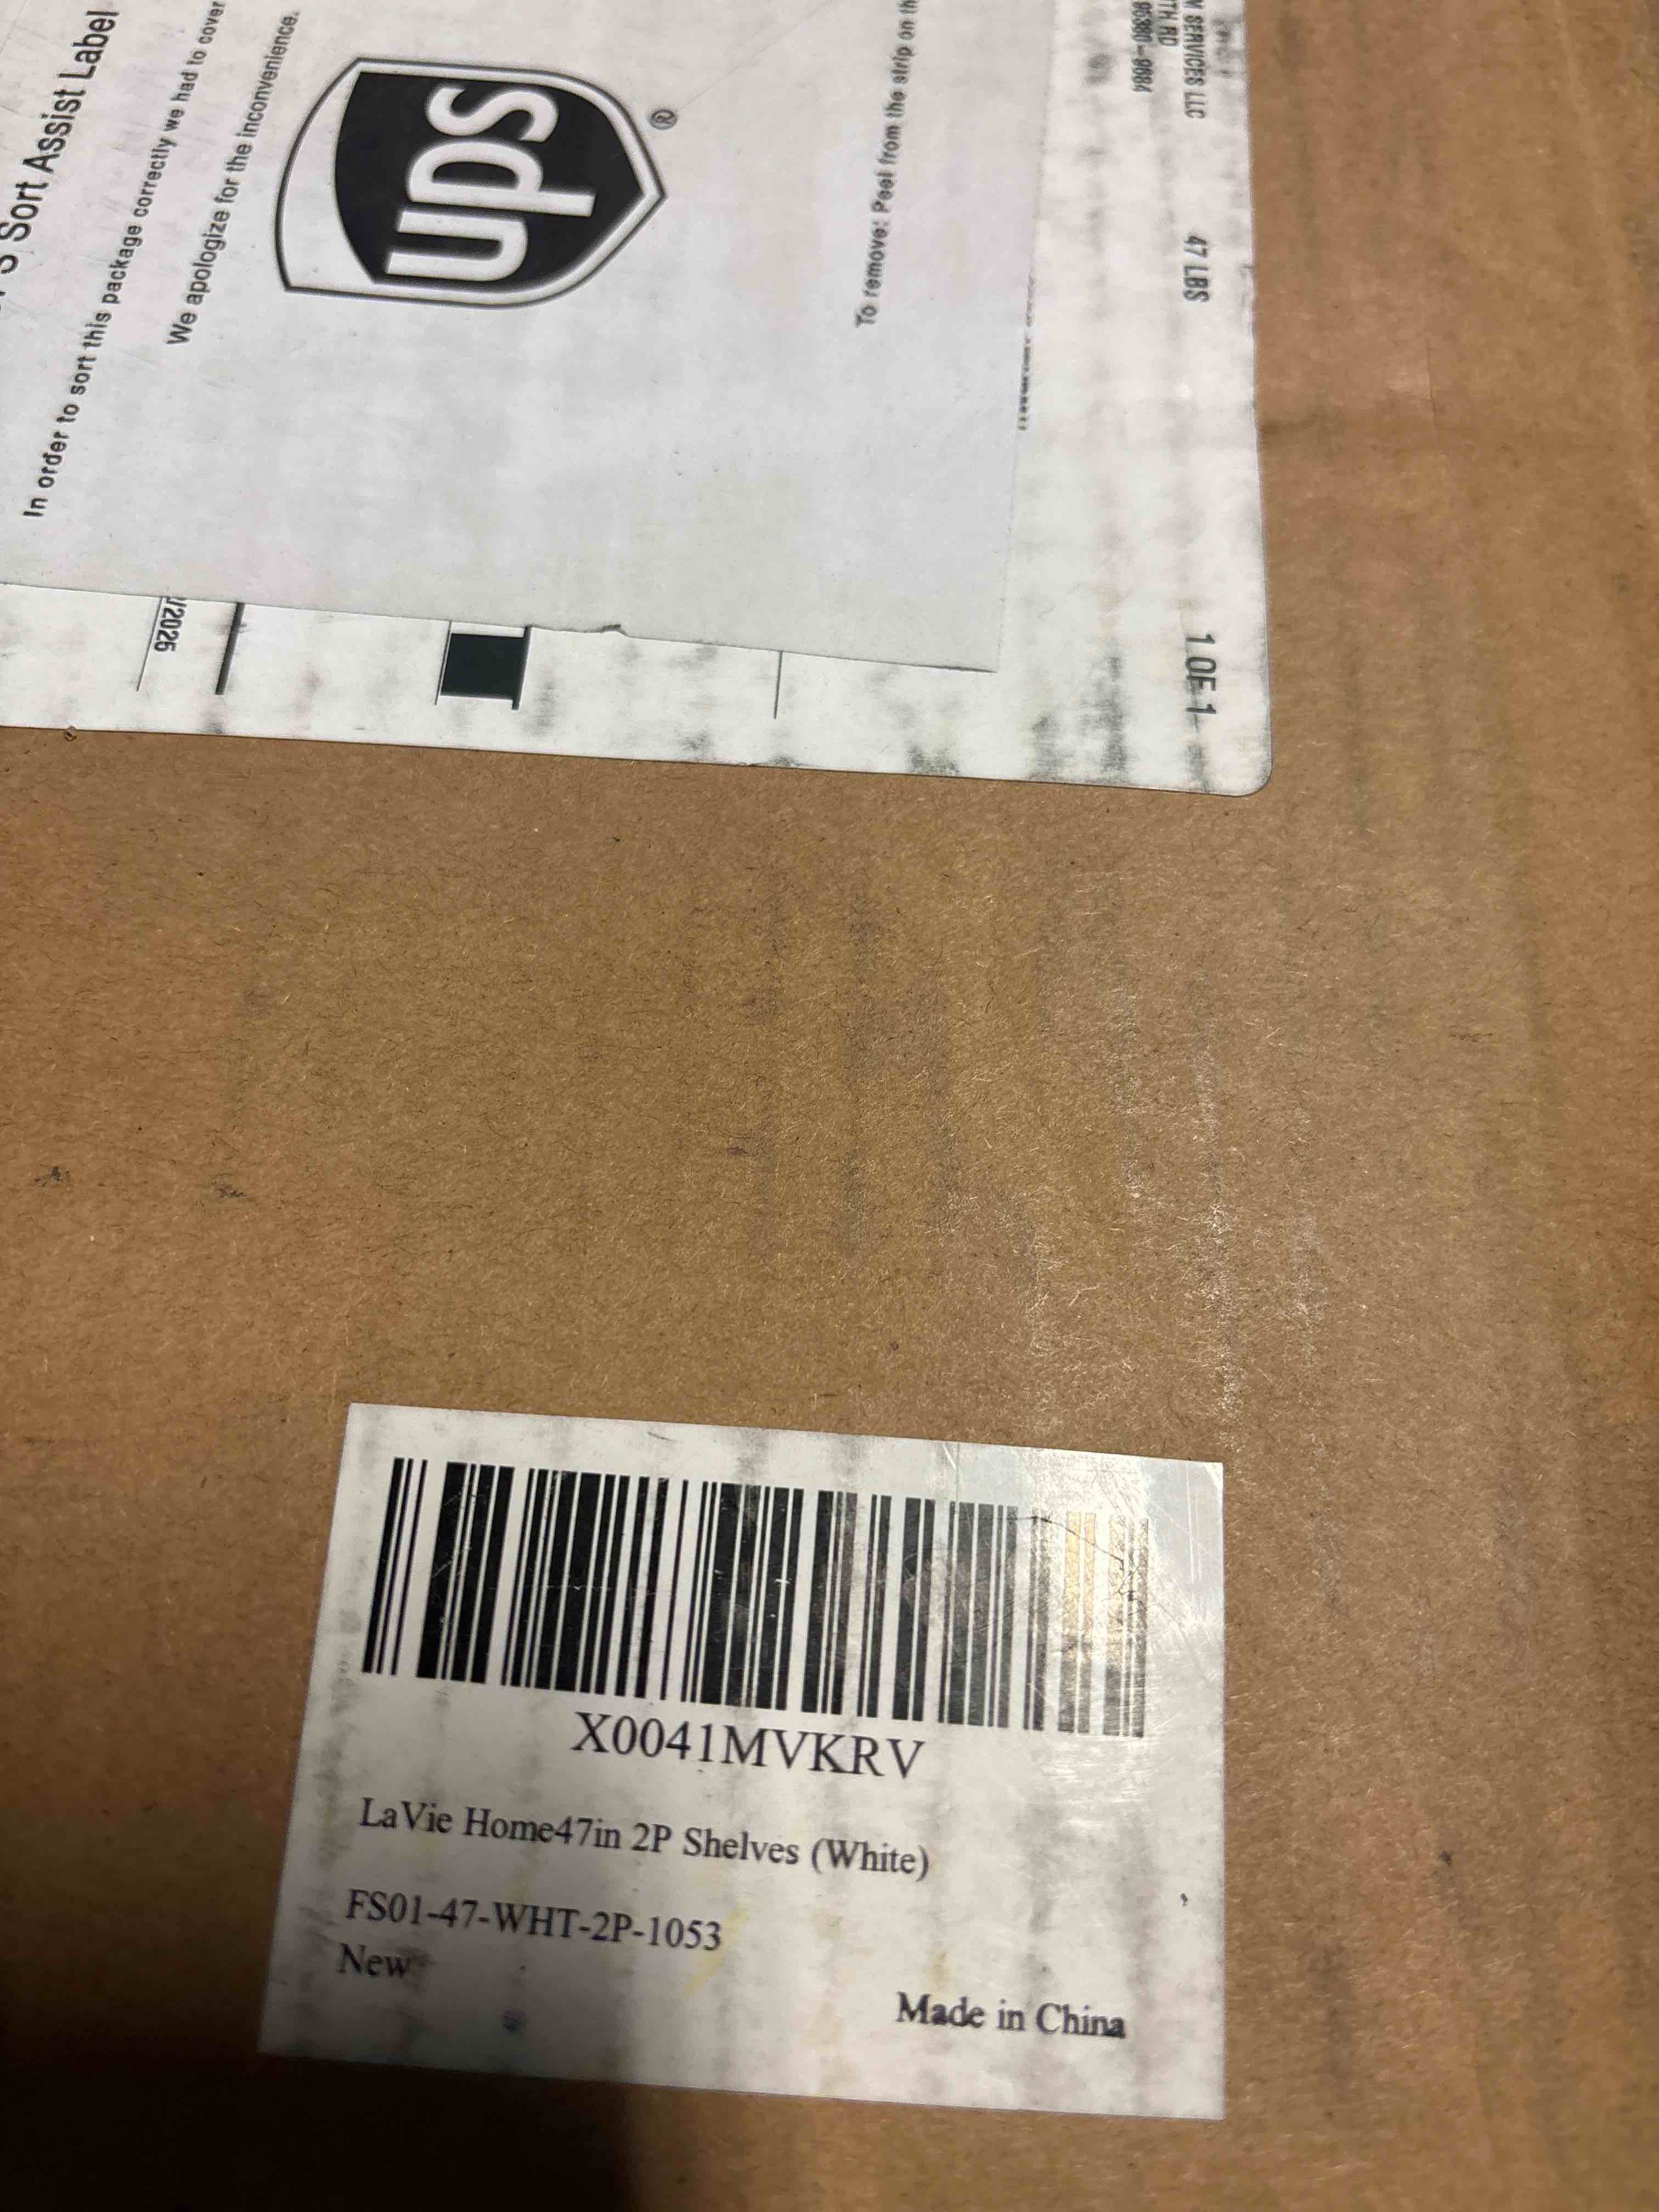 S Sort Assist Label
In order to sort this package correctly we had to cover
We apologize for the inconvenience.
ups
®
To remove: Peel from the strip on
SERVICES LLC
RD
47 LBS
1 OF 1
/2025
X0041MVKRV
LaVie Home47in 2P Shelves (White)
FS01-47-WHT-2P-1053
New
Made in China